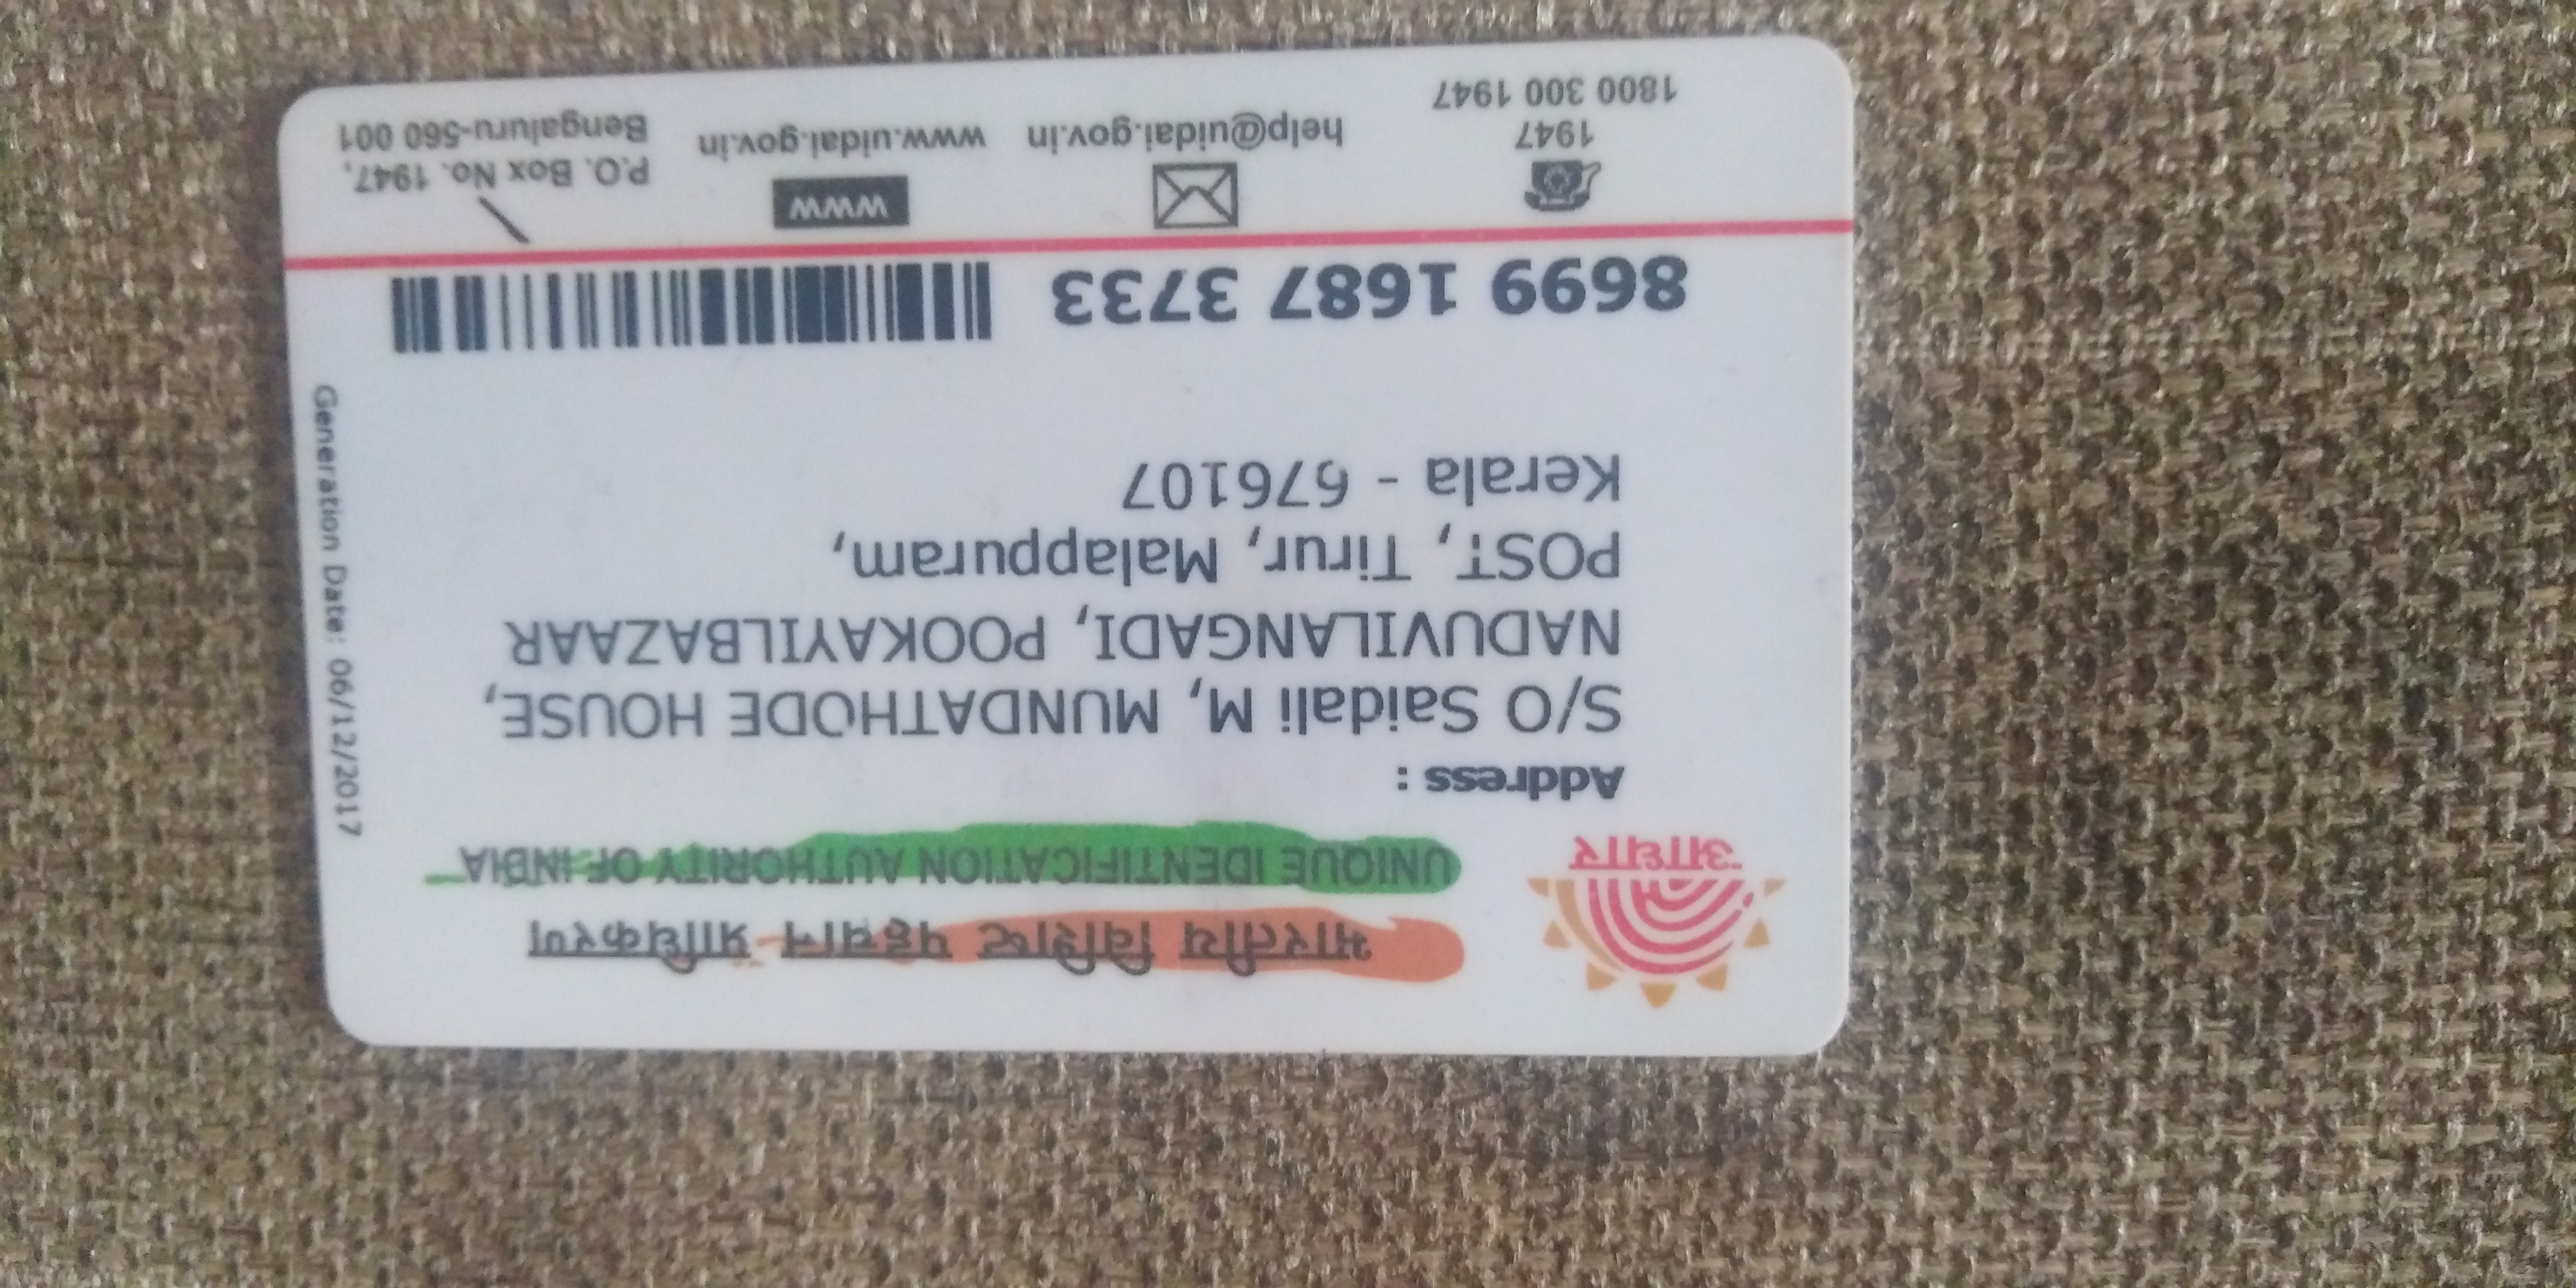 भारतीय विशिष्ट पहचान प्राधिकरण
UNIQUE IDENTIFICATION AUTHORITY OF INDIA
आधार
Address :
S/O Saidali M, MUNDATHODE HOUSE,
NADUVILANGADI, POOKAYILBAZAAR
POST, Tirur, Malappuram,
Kerala - 676107
Generation Date: 06/12/2017
8699 1687 3733
1947
1800 300 1947
help@uidai.gov.in
WWW
www.uidai.gov.in
P.O. Box No. 1947,
Bengaluru-560 001